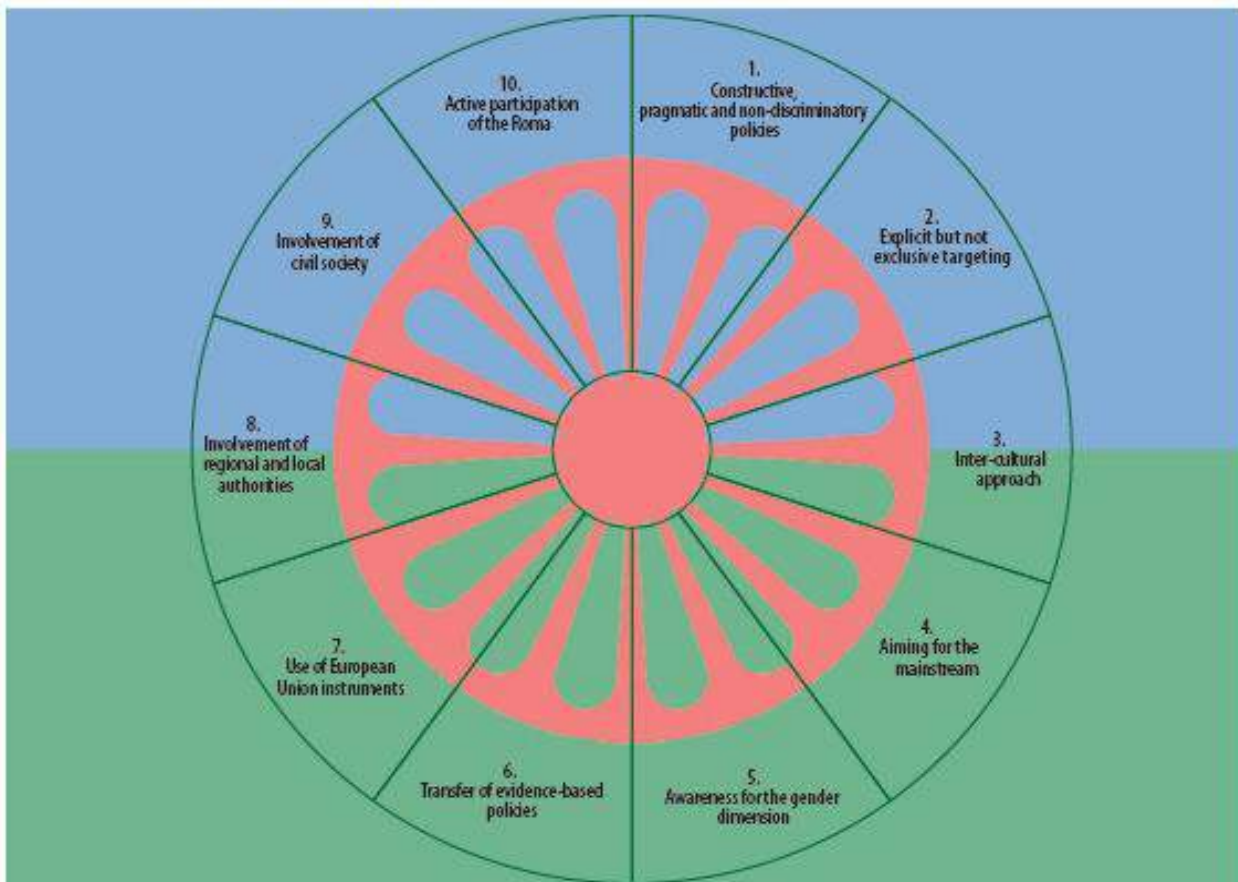 1.
Constructive,
pragmatic and non-discriminatory
policies
2.
Explicit but not
exclusive targeting
3.
Inter-cultural
approach
4.
Aiming for the
mainstream
5.
Awareness for the gender
dimension
6.
Transfer of evidence-based
policies
7.
Use of European
Union instruments
8.
Involvement of
regional and local
authorities
9.
Involvement of
civil society
10.
Active participation
of the Roma